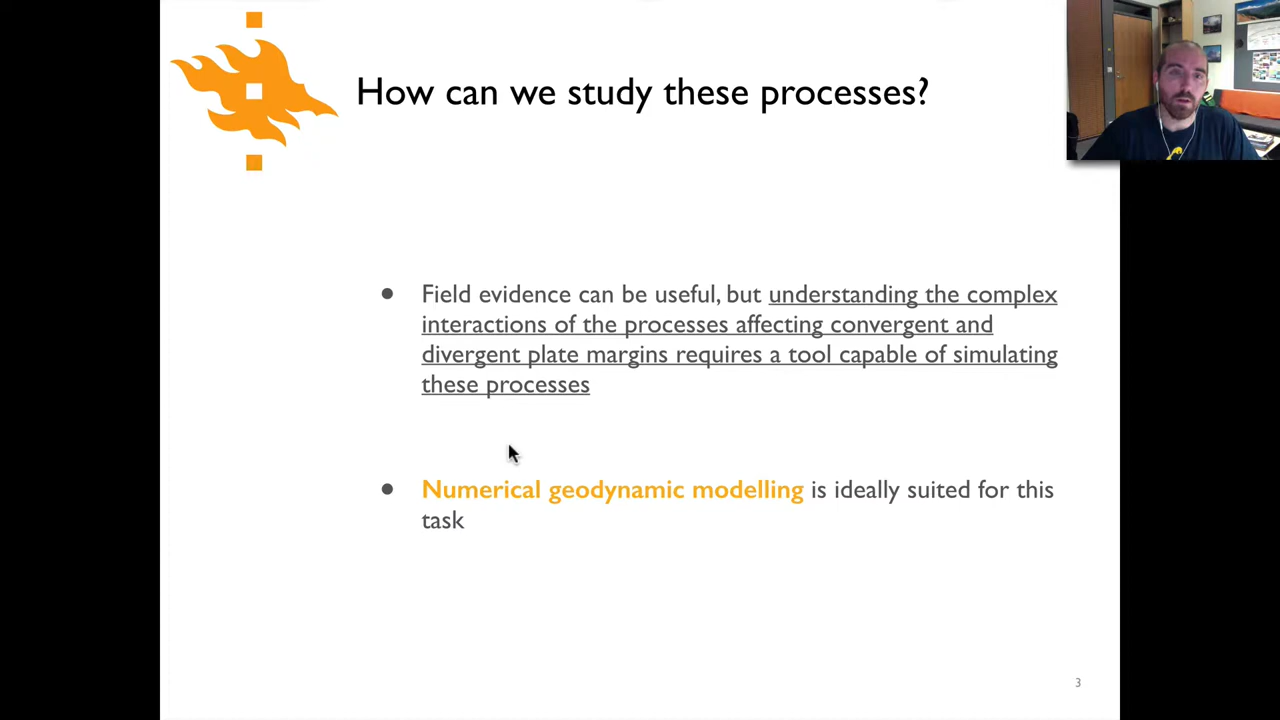 How can we study these processes?
● Field evidence can be useful, but understanding the complex
interactions of the processes affecting convergent and
divergent plate margins requires a tool capable of simulating
these processes
● Numerical geodynamic modelling is ideally suited for this
task
3